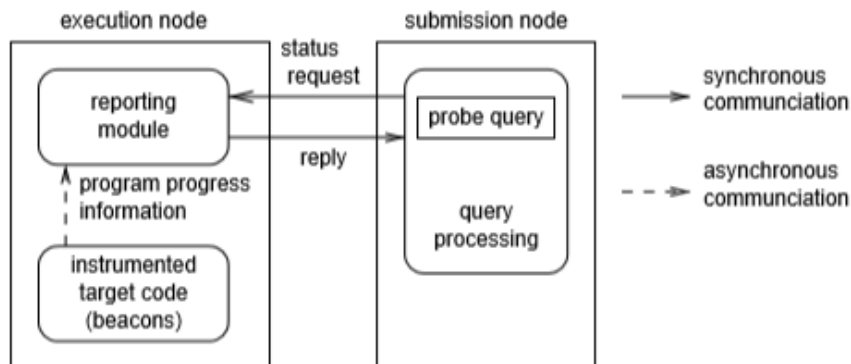 execution node
submission node
status
request
reporting
module
probe query
reply
program progress
information
query
processing
instrumented
target code
(beacons)
synchronous
communciation
asynchronous
communciation